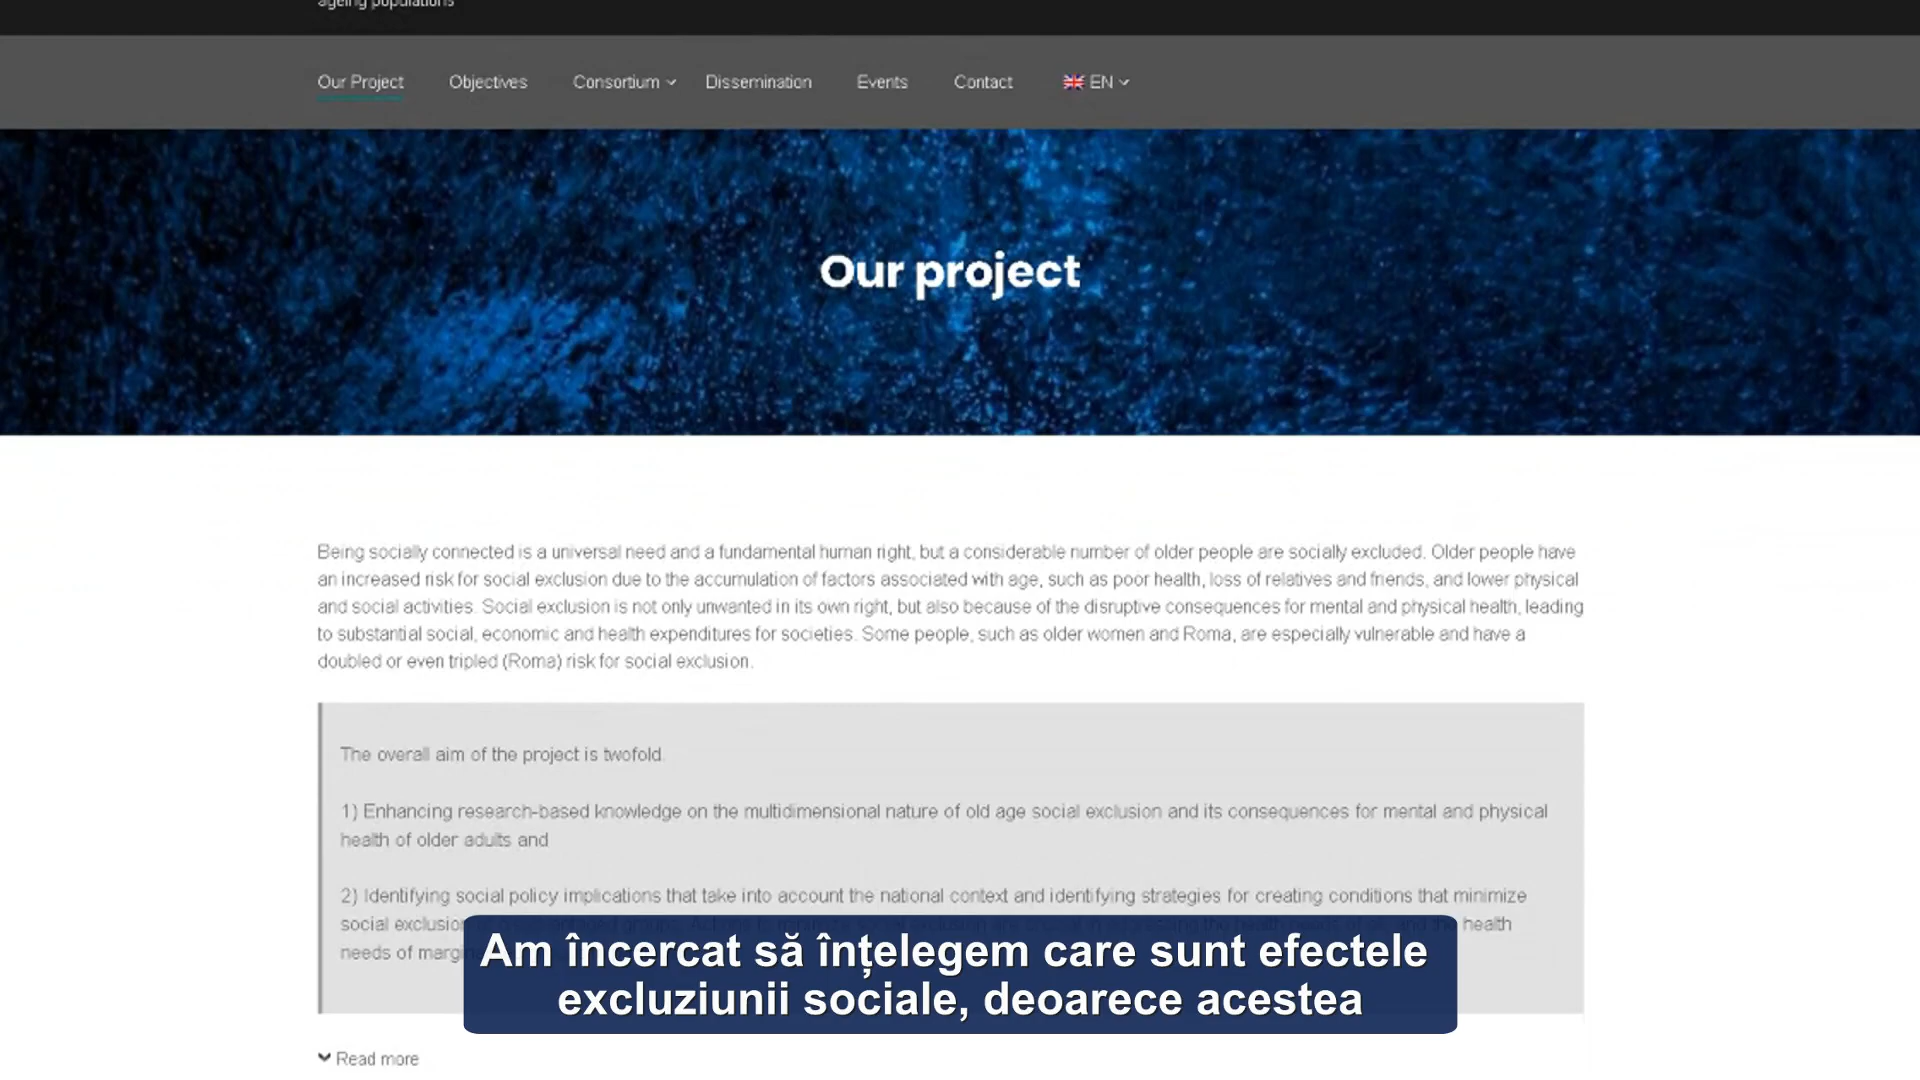 ageing populations
Our Project Objectives Consortium Dissemination Events Contact EN
Our project
Being socially connected is a universal need and a fundamental human right, but a considerable number of older people are socially excluded. Older people have
an increased risk for social exclusion due to the accumulation of factors associated with age, such as poor health, loss of relatives and friends, and lower physical
and social activities. Social exclusion is not only unwanted in its own right, but also because of the disruptive consequences for mental and physical health, leading
to substantial social, economic and health expenditures for societies. Some people, such as older women and Roma, are especially vulnerable and have a
doubled or even tripled (Roma) risk for social exclusion.
The overall aim of the project is twofold.
1) Enhancing research-based knowledge on the multidimensional nature of old age social exclusion and its consequences for mental and physical
health of older adults and
2) Identifying social policy implications that take into account the national context and identifying strategies for creating conditions that minimize
social health
needs of
Am încercat să înțelegem care sunt efectele
excluziunii sociale, deoarece acestea
Read more